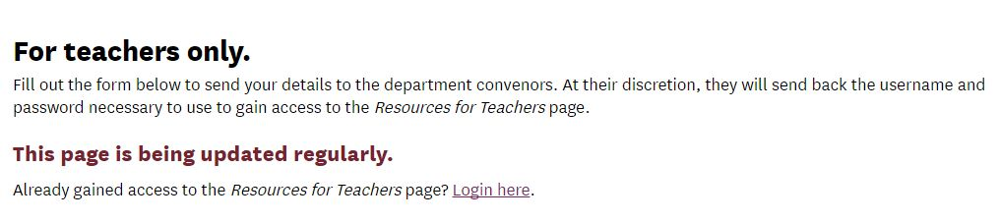 For teachers only.
Fill out the form below to send your details to the department convenors. At their discretion, they will send back the username and
password necessary to use to gain access to the Resources for Teachers page.
This page is being updated regularly.
Already gained access to the Resources for Teachers page? Login here.